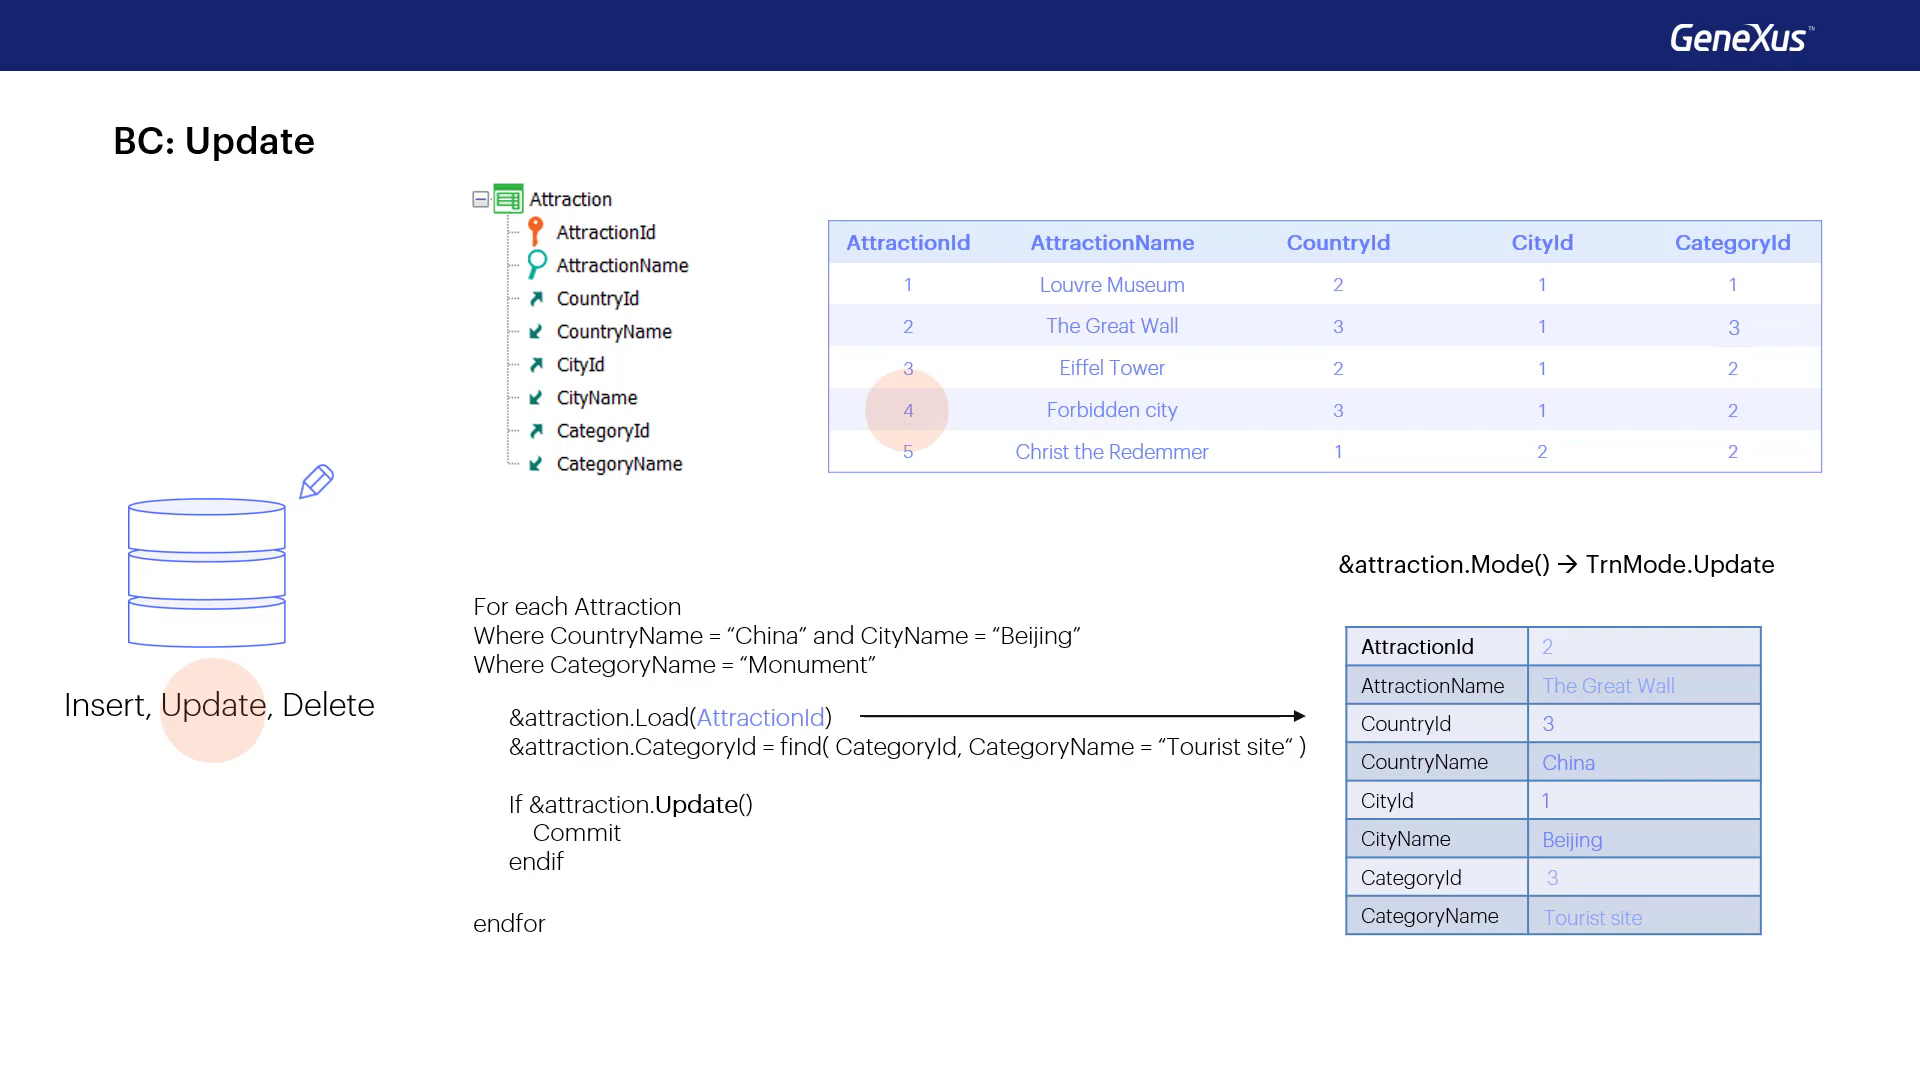 GeneXus™
BC: Update
Attraction
AttractionId
AttractionName
CountryId
CountryName
CityId
CityName
CategoryId
CategoryName
AttractionId AttractionName CountryId CityId CategoryId
1 Louvre Museum 2 1 1
2 The Great Wall 3 1 3
3 Eiffel Tower 2 1 2
4 Forbidden city 3 1 2
5 Christ the Redemmer 1 2 2
Insert, Update, Delete
For each Attraction
Where CountryName = “China” and CityName = “Beijing”
Where CategoryName = “Monument”
&attraction.Load(AttractionId)
&attraction.CategoryId = find( CategoryId, CategoryName = “Tourist site“ )
If &attraction.Update()
Commit
endif
endfor
&attraction.Mode() → TrnMode.Update
AttractionId 2
AttractionName The Great Wall
CountryId 3
CountryName China
CityId 1
CityName Beijing
CategoryId 3
CategoryName Tourist site